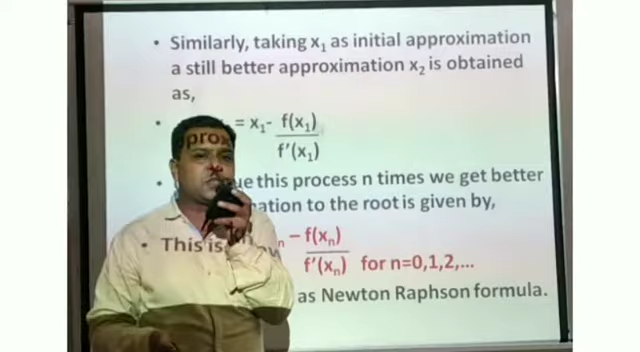 • Similarly, taking x₁ as initial approximation
a still better approximation x₂ is obtained
as,
• = x₁- f(x₁)
f’(x₁)
• ue this process n times we get better
ation to the root is given by,
n – f(xₙ)
f’(xₙ) for n=0,1,2,...
• This is as Newton Raphson formula.
prox